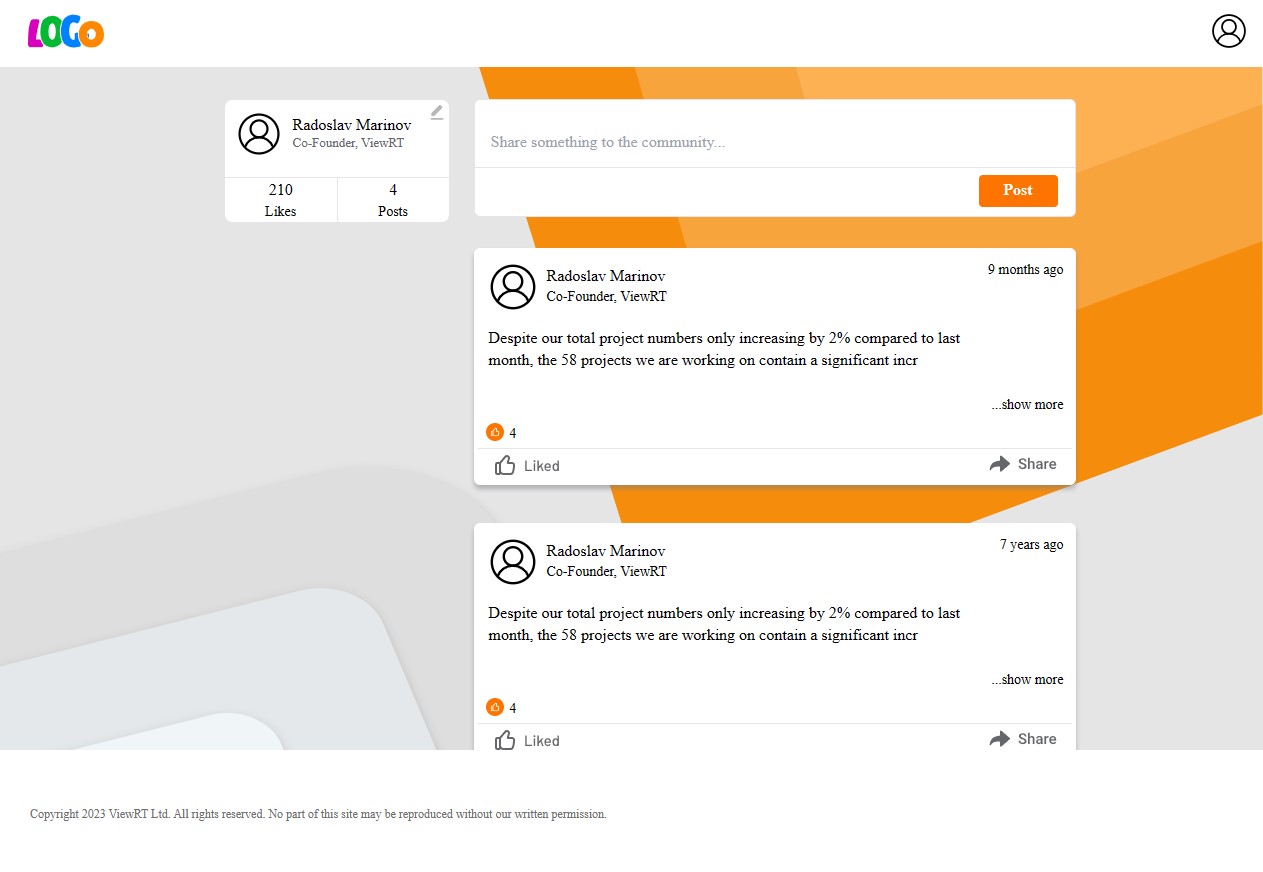 LOGO
Radoslav Marinov
Co-Founder, ViewRT
210
Likes
4
Posts
Share something to the community...
Post
Radoslav Marinov
Co-Founder, ViewRT
9 months ago
Despite our total project numbers only increasing by 2% compared to last
month, the 58 projects we are working on contain a significant incr
...show more
4
Liked
Share
Radoslav Marinov
Co-Founder, ViewRT
7 years ago
Despite our total project numbers only increasing by 2% compared to last
month, the 58 projects we are working on contain a significant incr
...show more
4
Liked
Share
Copyright 2023 ViewRT Ltd. All rights reserved. No part of this site may be reproduced without our written permission.